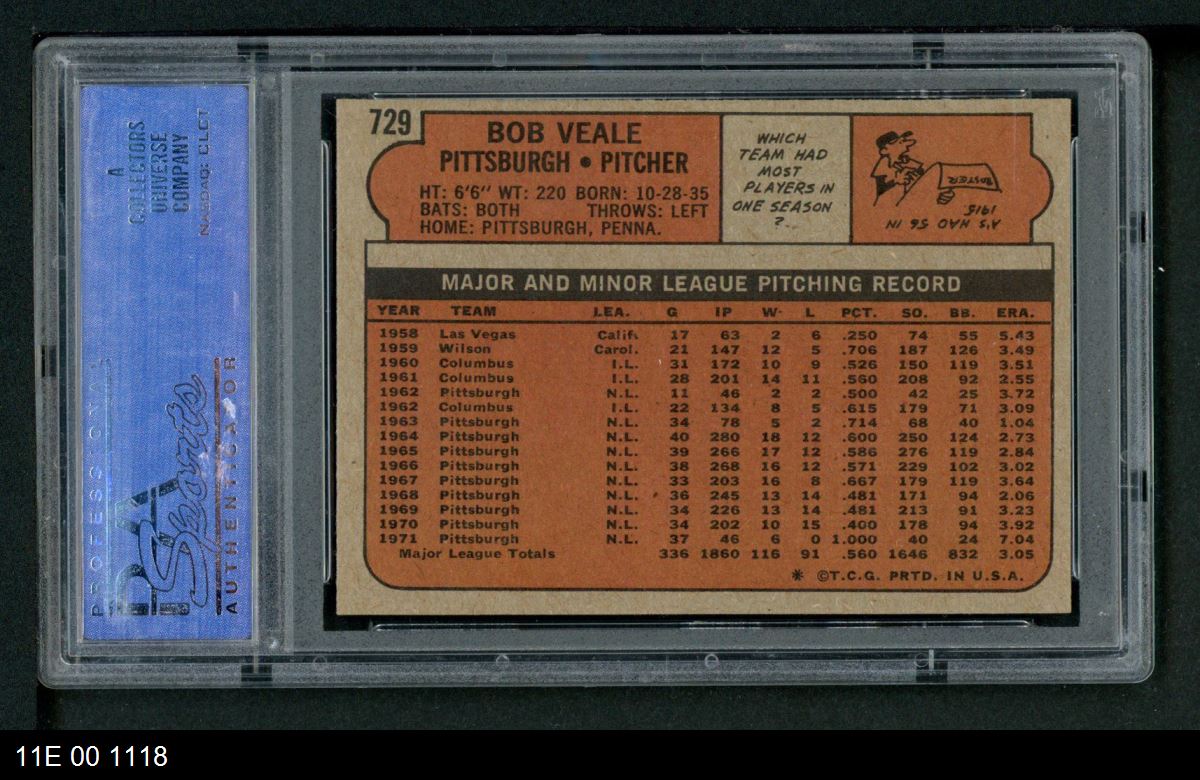 A
COLLECTORS
UNIVERSE
COMPANY
NASDAQ: CLCT
PROFESSIONAL
PSA
Sports
AUTHENTICATOR
729
BOB VEALE
PITTSBURGH • PITCHER
HT: 6'6" WT: 220 BORN: 10-28-35
BATS: BOTH THROWS: LEFT
HOME: PITTSBURGH, PENNA.
WHICH
TEAM HAD
MOST
PLAYERS IN
ONE SEASON
?
ROSTER
A'S HAD 56 IN
1915
MAJOR AND MINOR LEAGUE PITCHING RECORD
YEAR TEAM LEA. G IP W L PCT. SO. BB. ERA.
1958 Las Vegas Calif. 17 63 2 6 .250 74 55 5.43
1959 Wilson Carol. 21 147 12 5 .706 187 126 3.49
1960 Columbus I.L. 31 172 10 9 .526 150 119 3.51
1961 Columbus I.L. 28 201 14 11 .560 208 92 2.55
1962 Pittsburgh N.L. 11 46 2 2 .500 42 25 3.72
1962 Columbus I.L. 22 134 8 5 .615 179 71 3.09
1963 Pittsburgh N.L. 34 78 5 2 .714 68 40 1.04
1964 Pittsburgh N.L. 40 280 18 12 .600 250 124 2.73
1965 Pittsburgh N.L. 39 266 17 12 .586 276 119 2.84
1966 Pittsburgh N.L. 38 268 16 12 .571 229 102 3.02
1967 Pittsburgh N.L. 33 203 16 8 .667 179 119 3.64
1968 Pittsburgh N.L. 36 245 13 14 .481 171 94 2.06
1969 Pittsburgh N.L. 34 226 13 14 .481 213 91 3.23
1970 Pittsburgh N.L. 34 202 10 15 .400 178 94 3.92
1971 Pittsburgh N.L. 37 46 6 0 1.000 40 24 7.04
Major League Totals 336 1860 116 91 .560 1646 832 3.05
* ©T.C.G. PRTD. IN U.S.A.
11E 00 1118